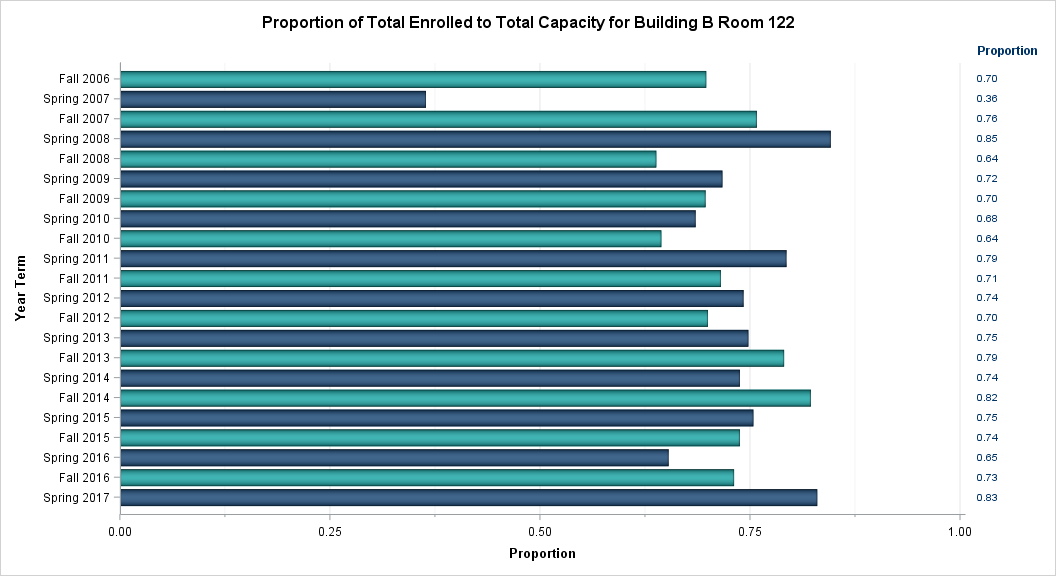 Proportion of Total Enrolled to Total Capacity for Building B Room 122
Proportion
Fall 2006 0.70
Spring 2007 0.36
Fall 2007 0.76
Spring 2008 0.85
Fall 2008 0.64
Spring 2009 0.72
Fall 2009 0.70
Spring 2010 0.68
Fall 2010 0.64
Spring 2011 0.79
Fall 2011 0.71
Spring 2012 0.74
Fall 2012 0.70
Spring 2013 0.75
Fall 2013 0.79
Spring 2014 0.74
Fall 2014 0.82
Spring 2015 0.75
Fall 2015 0.74
Spring 2016 0.65
Fall 2016 0.73
Spring 2017 0.83
Year Term
0.00 0.25 0.50 0.75 1.00
Proportion